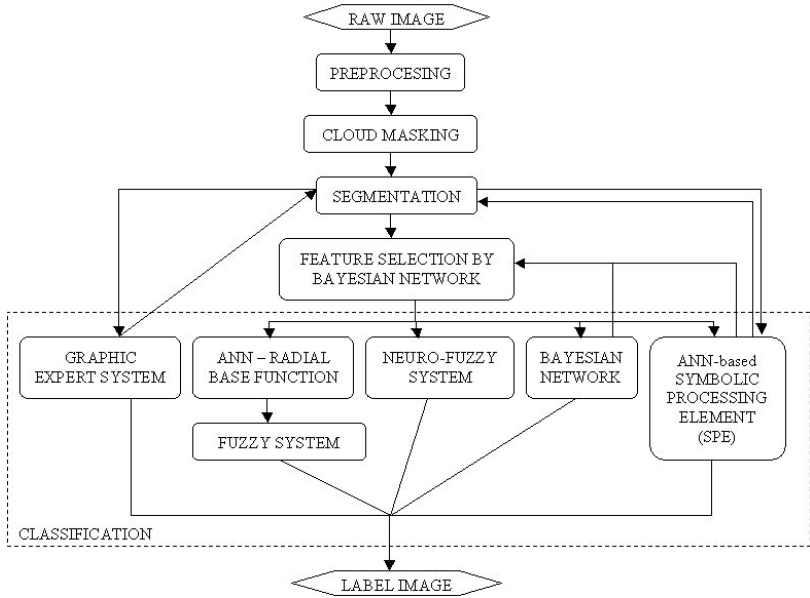 RAW IMAGE
PREPROCESING
CLOUD MASKING
SEGMENTATION
FEATURE SELECTION BY
BAYESIAN NETWORK
GRAPHIC
EXPERT SYSTEM
ANN – RADIAL
BASE FUNCTION
NEURO-FUZZY
SYSTEM
BAYESIAN
NETWORK
ANN-based
SYMBOLIC
PROCESSING
ELEMENT
(SPE)
FUZZY SYSTEM
CLASSIFICATION
LABEL IMAGE